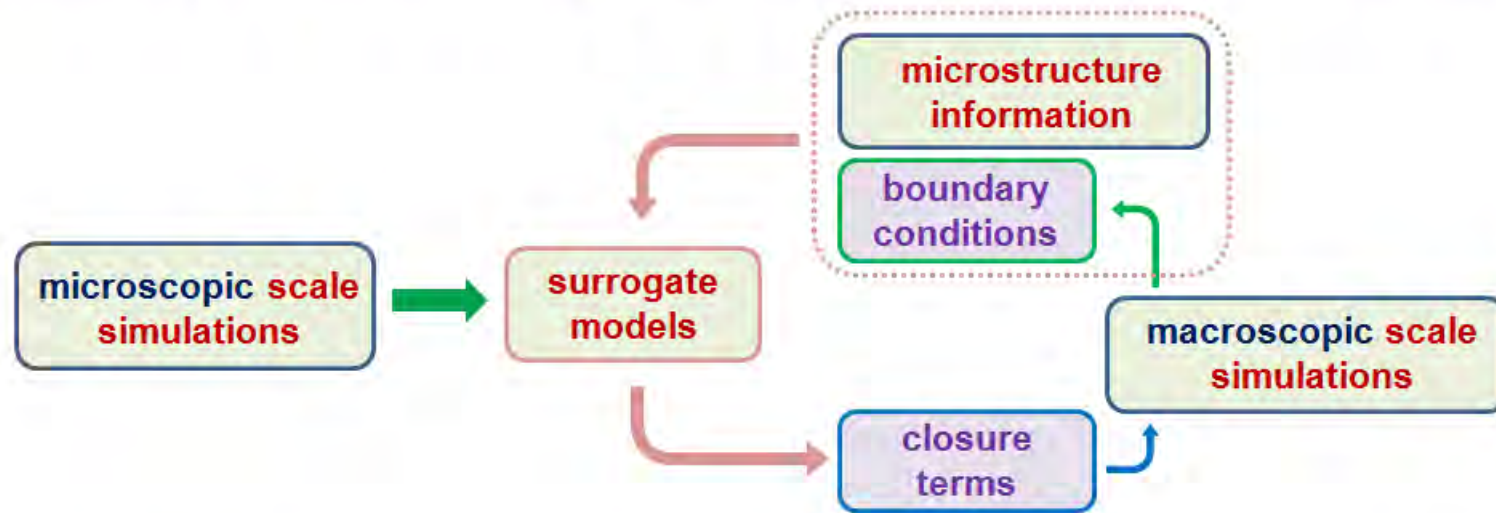 microstructure
information
boundary
conditions
microscopic scale
simulations
surrogate
models
macroscopic scale
simulations
closure
terms